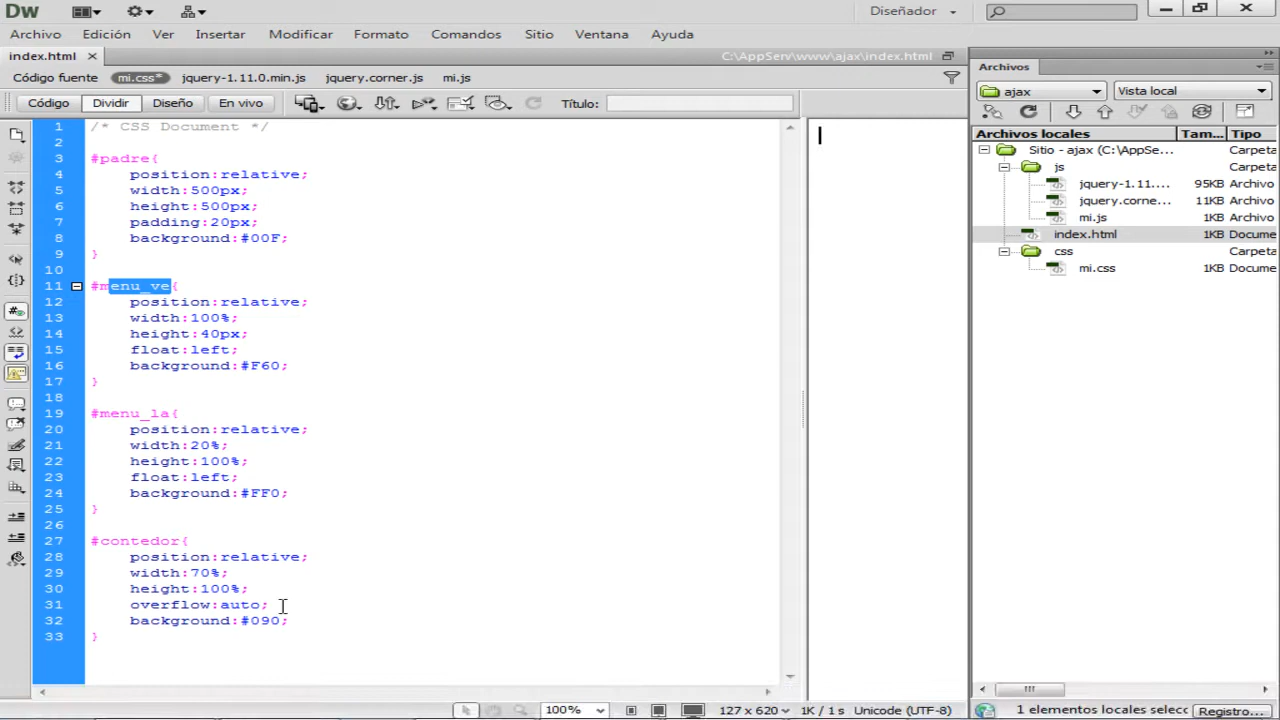 Dw
Diseñador
Archivo Edición Ver Insertar Modificar Formato Comandos Sitio Ventana Ayuda
index.html
C:\AppServ\www\ajax\index.html
Código fuente mi.css* jquery-1.11.0.min.js jquery.corner.js mi.js
Código Dividir Diseño En vivo Título:
1 /* CSS Document */
2
3 #padre{
4 position:relative;
5 width:500px;
6 height:500px;
7 padding:20px;
8 background:#00F;
9 }
10
11 #menu_ve{
12 position:relative;
13 width:100%;
14 height:40px;
15 float:left;
16 background:#F60;
17 }
18
19 #menu_la{
20 position:relative;
21 width:20%;
22 height:100%;
23 float:left;
24 background:#FF0;
25 }
26
27 #contedor{
28 position:relative;
29 width:70%;
30 height:100%;
31 overflow:auto;
32 background:#090;
33 }
100% 127 x 620 1K / 1 s Unicode (UTF-8)
Archivos
ajax Vista local
Archivos locales Tam... Tipo
Sitio - ajax (C:\AppSe... Carpeta
js Carpeta
jquery-1.11.... 95KB Archivo
jquery.corne... 11KB Archivo
mi.js 1KB Archivo
index.html 1KB Docume
css Carpeta
mi.css 1KB Docume
1 elementos locales selecc Registro...